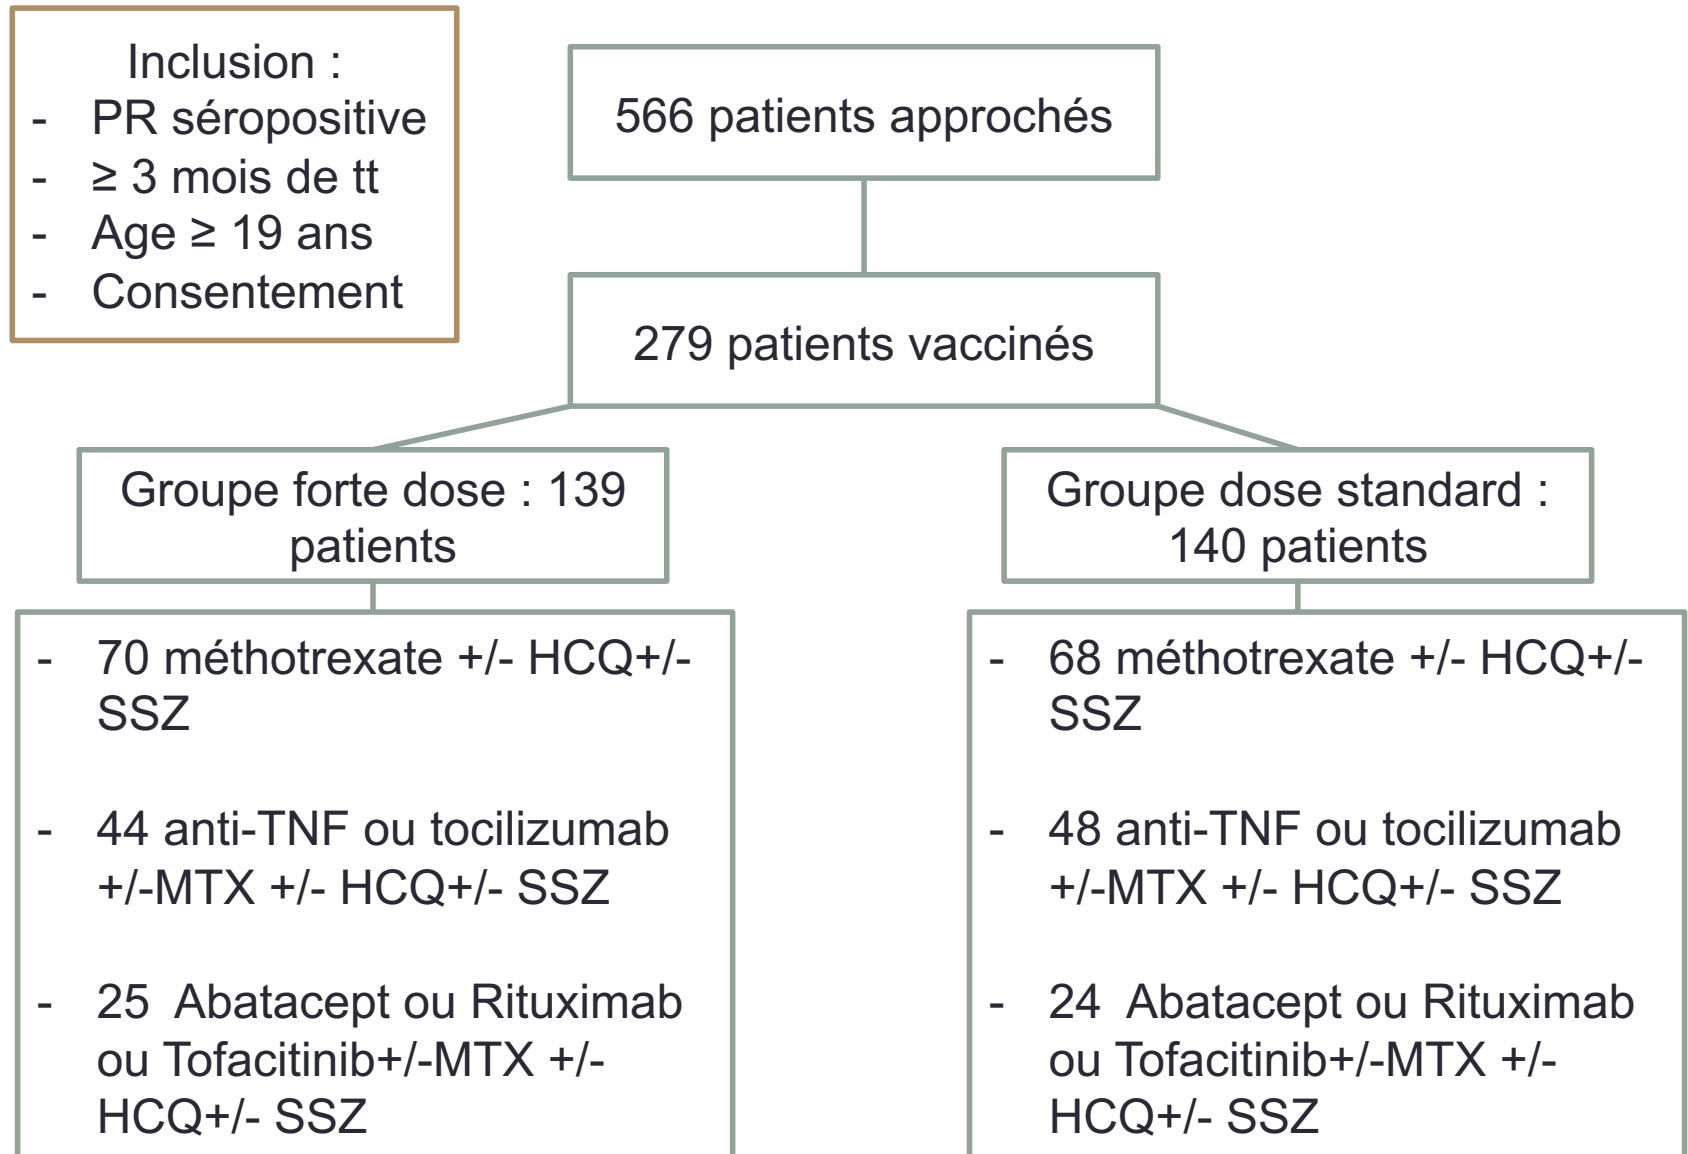 Inclusion :
- PR séropositive
- ≥ 3 mois de tt
- Age ≥ 19 ans
- Consentement
566 patients approchés
279 patients vaccinés
Groupe forte dose : 139
patients
Groupe dose standard :
140 patients
- 70 méthotrexate +/- HCQ+/-
SSZ
- 44 anti-TNF ou tocilizumab
+/-MTX +/- HCQ+/- SSZ
- 25 Abatacept ou Rituximab
ou Tofacitinib+/-MTX +/-
HCQ+/- SSZ
- 68 méthotrexate +/- HCQ+/-
SSZ
- 48 anti-TNF ou tocilizumab
+/-MTX +/- HCQ+/- SSZ
- 24 Abatacept ou Rituximab
ou Tofacitinib+/-MTX +/-
HCQ+/- SSZ